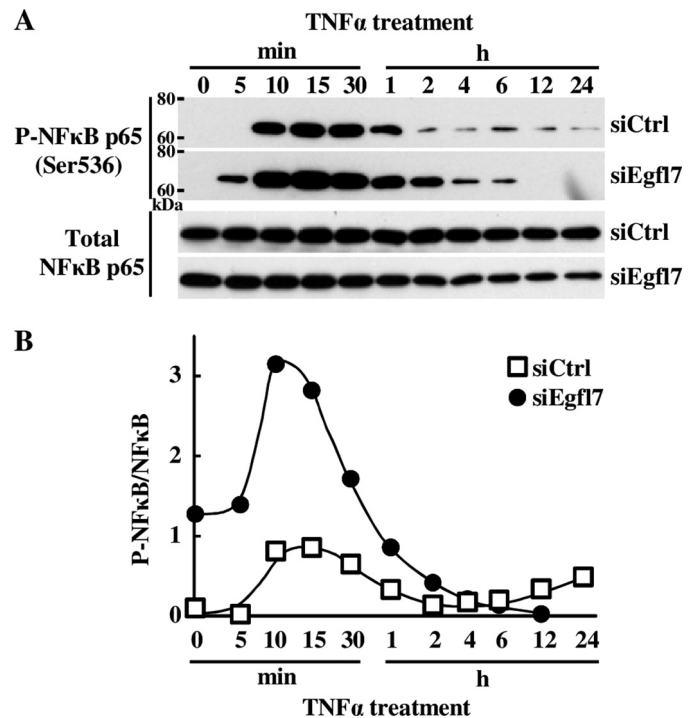 A
TNFα treatment
min h
0 5 10 15 30 1 2 4 6 12 24
P-NFκB p65
(Ser536)
80
60
siCtrl
80
60
siEgfl7
kDa
Total
NFκB p65
siCtrl
siEgfl7
B
P-NFκB/NFκB
3
2
1
0
siCtrl
siEgfl7
0 5 10 15 30 1 2 4 6 12 24
min h
TNFα treatment